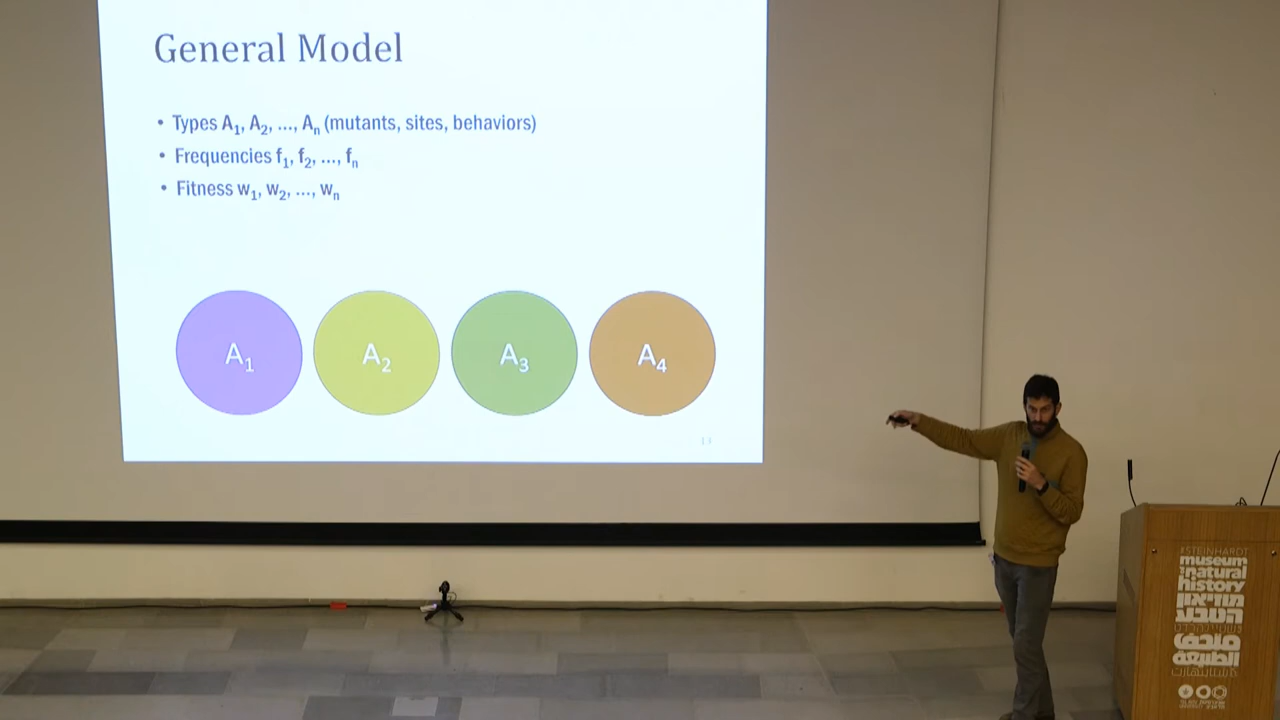 General Model
• Types A₁, A₂, ..., Aₙ (mutants, sites, behaviors)
• Frequencies f₁, f₂, ..., fₙ
• Fitness w₁, w₂, ..., wₙ
A₁ A₂ A₃ A₄
STEINHARDT
museum
natural
history
מוזיאון
הטבע
متحف
الطبيعة